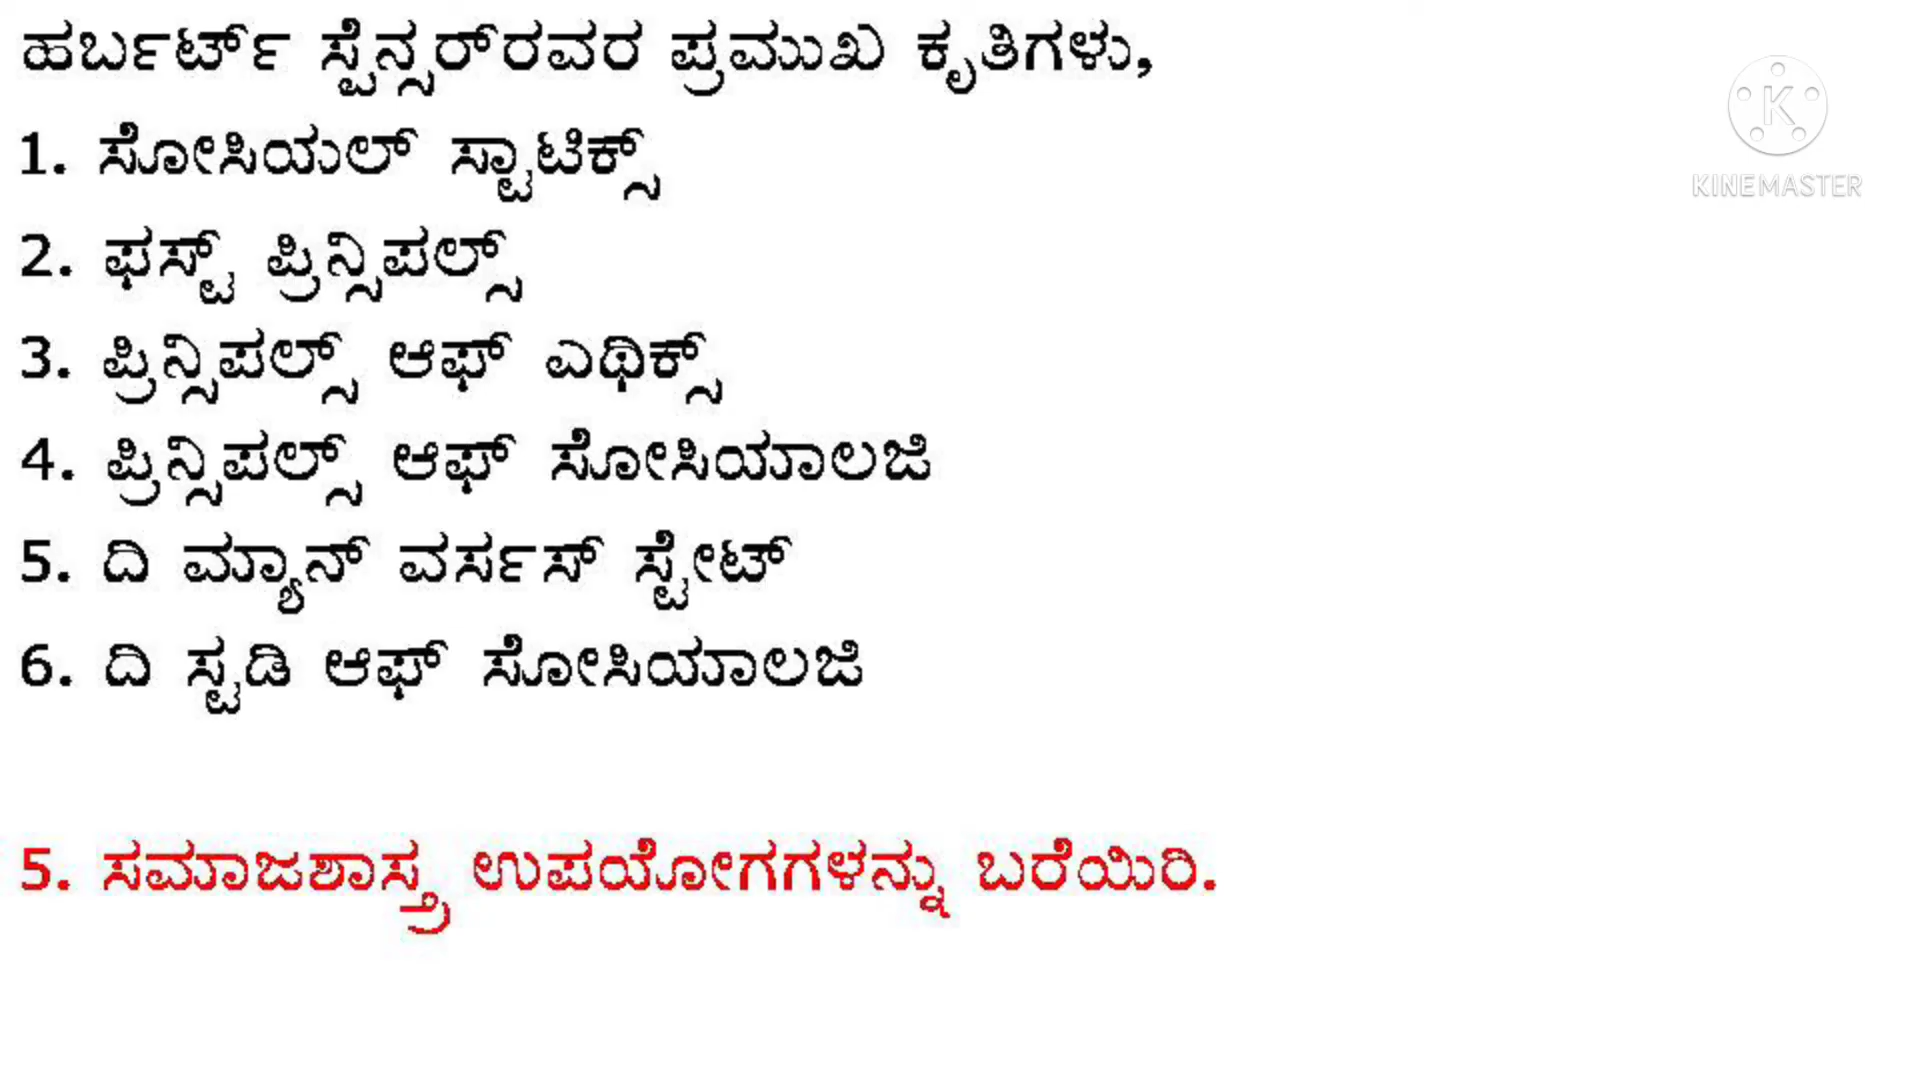 ಹರ್ಬರ್ಟ್ ಸ್ಪೆನ್ಸರ್‌ರವರ ಪ್ರಮುಖ ಕೃತಿಗಳು,
1. ಸೋಸಿಯಲ್ ಸ್ಟಾಟಿಕ್ಸ್
2. ಫಸ್ಟ್ ಪ್ರಿನ್ಸಿಪಲ್ಸ್
3. ಪ್ರಿನ್ಸಿಪಲ್ಸ್ ಆಫ್ ಎಥಿಕ್ಸ್
4. ಪ್ರಿನ್ಸಿಪಲ್ಸ್ ಆಫ್ ಸೋಸಿಯಾಲಜಿ
5. ದಿ ಮ್ಯಾನ್ ವರ್ಸಸ್ ಸ್ಟೇಟ್
6. ದಿ ಸ್ಟಡಿ ಆಫ್ ಸೋಸಿಯಾಲಜಿ
5. ಸಮಾಜಶಾಸ್ತ್ರ ಉಪಯೋಗಗಳನ್ನು ಬರೆಯಿರಿ.
K
KINEMASTER